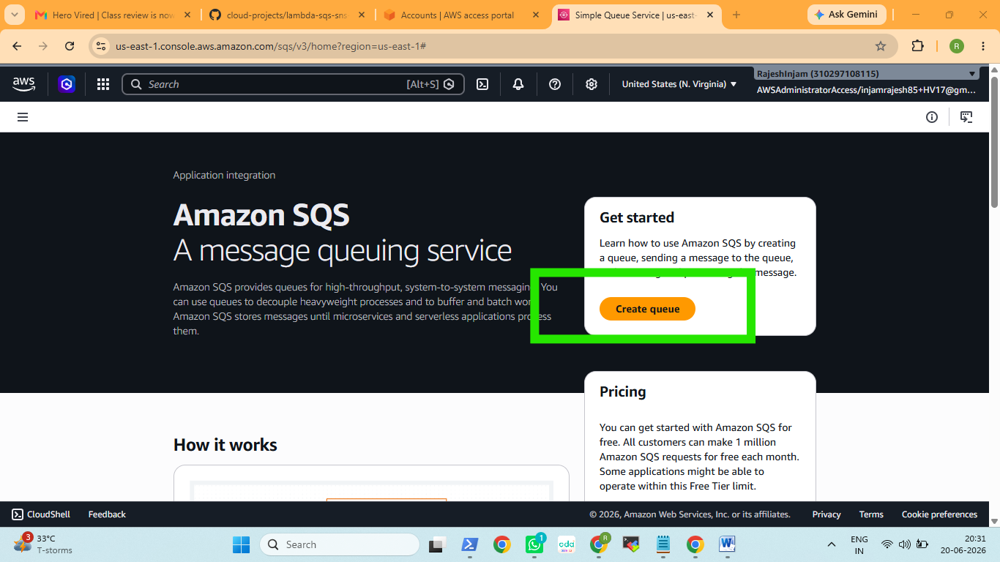 Hero Vired | Class review is now
cloud-projects/lambda-sqs-sns
Accounts | AWS access portal
Simple Queue Service | us-east-
Ask Gemini
us-east-1.console.aws.amazon.com/sqs/v3/home?region=us-east-1#
R
aws
Search
[Alt+S]
United States (N. Virginia)
RajeshInjam (310297108115)
AWSAdministratorAccess/injamrajesh85+HV17@gm...
Application integration
Amazon SQS
A message queuing service
Amazon SQS provides queues for high-throughput, system-to-system messaging. You
can use queues to decouple heavyweight processes and to buffer and batch wor
Amazon SQS stores messages until microservices and serverless applications process
them.
Get started
Learn how to use Amazon SQS by creating
a queue, sending a message to the queue,
message.
Create queue
Pricing
You can get started with Amazon SQS for
free. All customers can make 1 million
Amazon SQS requests for free each month.
Some applications might be able to
operate within this Free Tier limit.
How it works
CloudShell
Feedback
© 2026, Amazon Web Services, Inc. or its affiliates.
Privacy
Terms
Cookie preferences
3
33°C
T-storms
Search
1
R
ENG
IN
20:31
20-06-2026